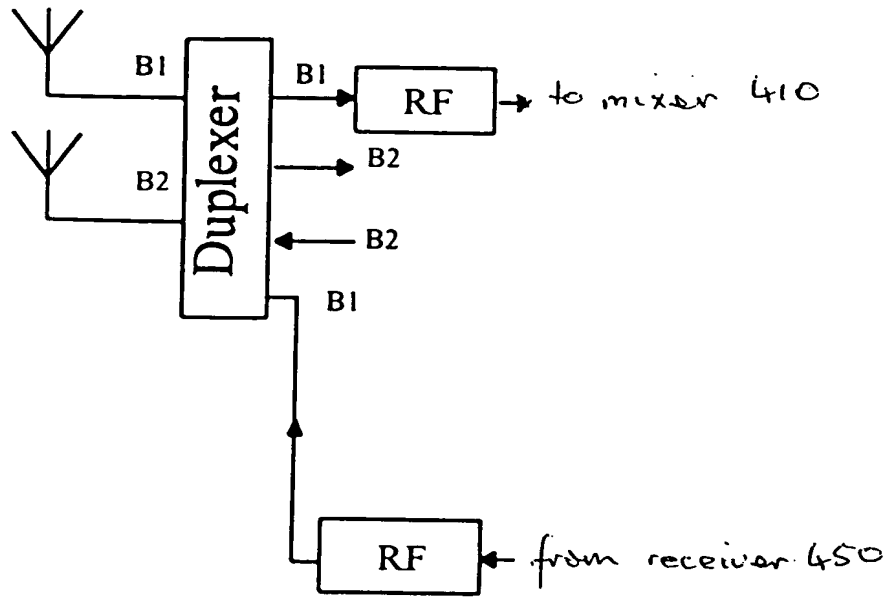 B1
B1
RF
to mixer 410
B2
B2
Duplexer
B2
B1
RF
from receiver 450